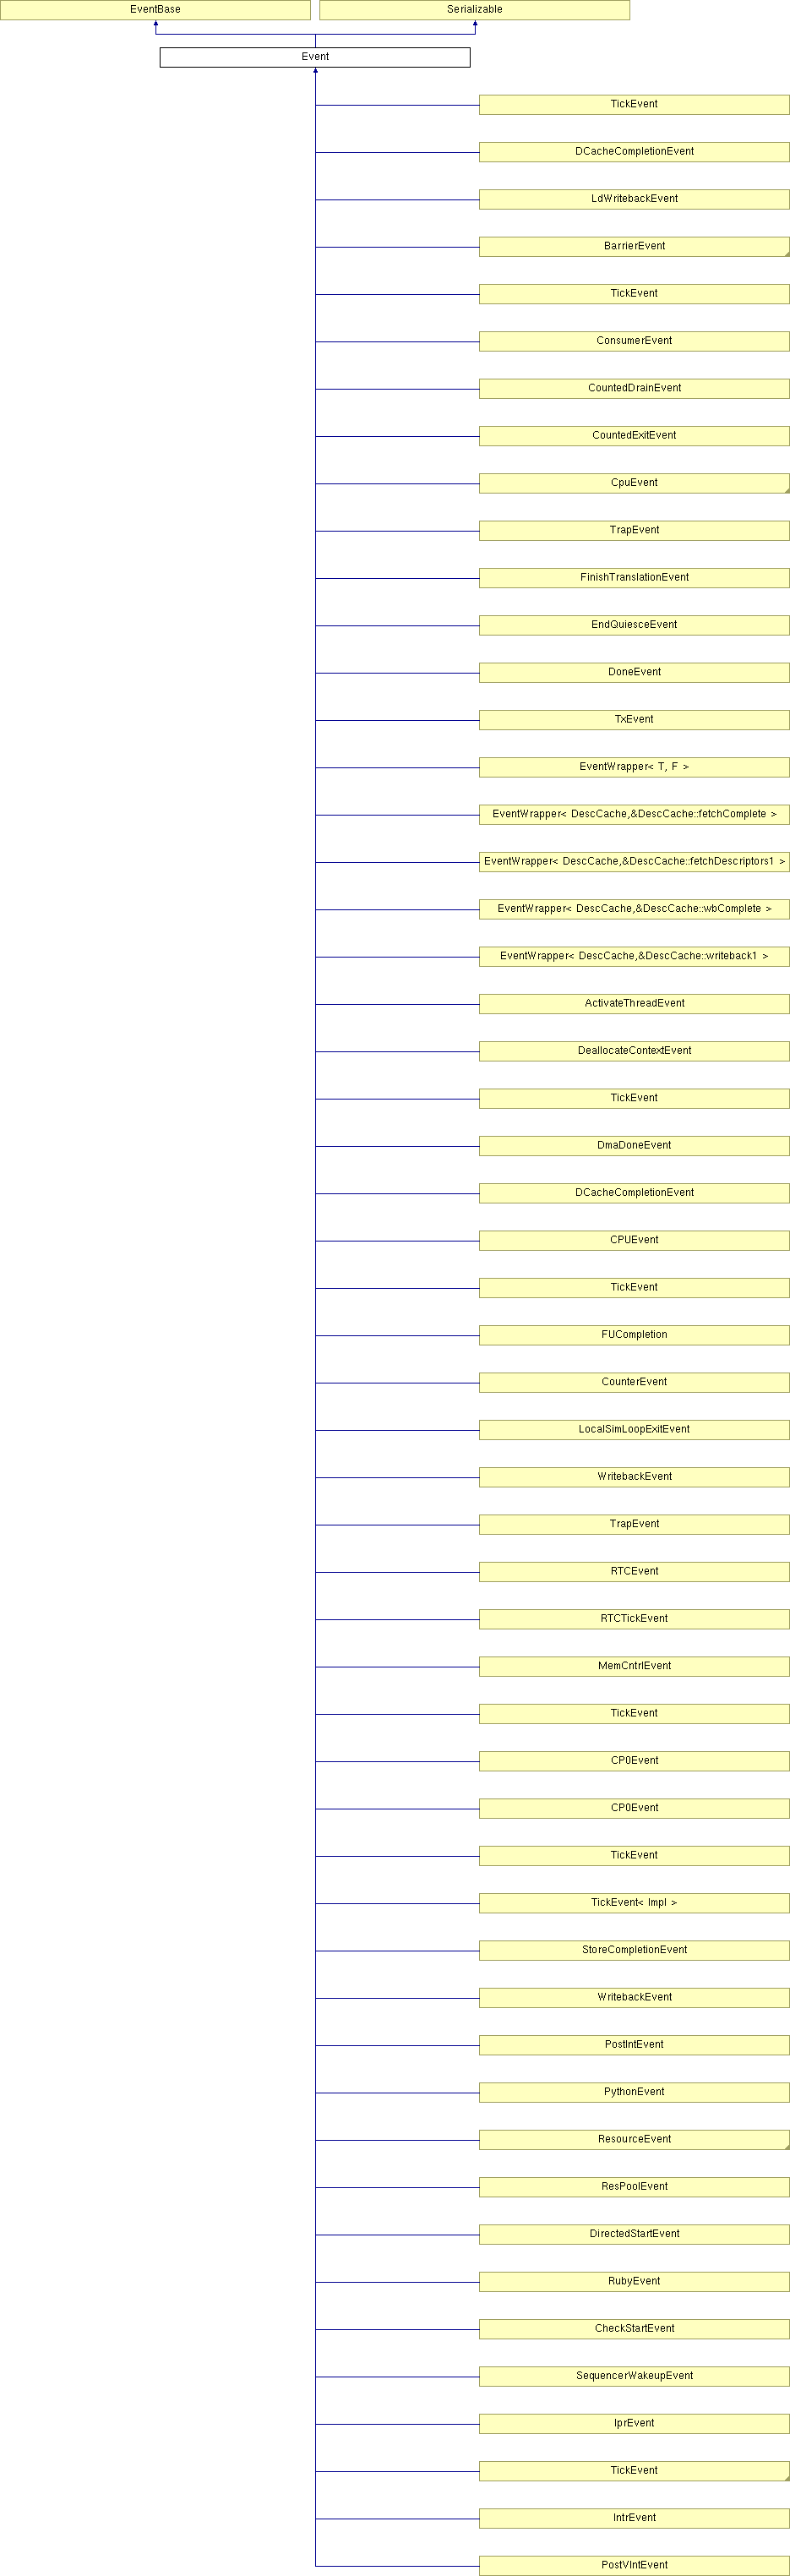 EventBase
Serializable
Event
TickEvent
DCacheCompletionEvent
LdWritebackEvent
BarrierEvent
TickEvent
ConsumerEvent
CountedDrainEvent
CountedExitEvent
CpuEvent
TrapEvent
FinishTranslationEvent
EndQuiesceEvent
DoneEvent
TxEvent
EventWrapper< T, F >
EventWrapper< DescCache,&DescCache::fetchComplete >
EventWrapper< DescCache,&DescCache::fetchDescriptors1 >
EventWrapper< DescCache,&DescCache::wbComplete >
EventWrapper< DescCache,&DescCache::writeback1 >
ActivateThreadEvent
DeallocateContextEvent
TickEvent
DmaDoneEvent
DCacheCompletionEvent
CPUEvent
TickEvent
FUCompletion
CounterEvent
LocalSimLoopExitEvent
WritebackEvent
TrapEvent
RTCEvent
RTCTickEvent
MemCntrlEvent
TickEvent
CP0Event
CP0Event
TickEvent
TickEvent< Impl >
StoreCompletionEvent
WritebackEvent
PostIntEvent
PythonEvent
ResourceEvent
ResPoolEvent
DirectedStartEvent
RubyEvent
CheckStartEvent
SequencerWakeupEvent
IprEvent
TickEvent
IntrEvent
PostVIntEvent